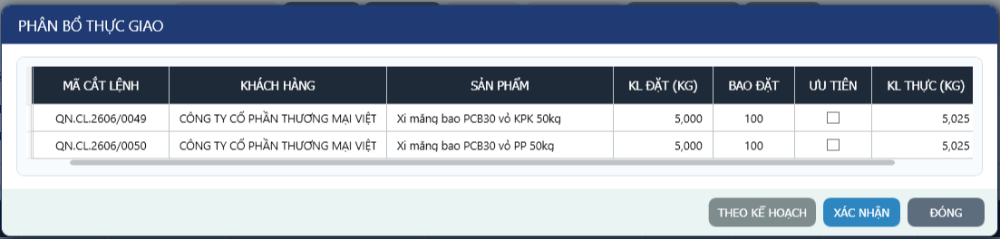 PHÂN BỔ THỰC GIAO
MÃ CẮT LỆNH KHÁCH HÀNG SẢN PHẨM KL ĐẶT (KG) BAO ĐẶT ƯU TIÊN KL THỰC (KG)
QN.CL.2606/0049 CÔNG TY CỔ PHẦN THƯƠNG MẠI VIỆT Xi măng bao PCB30 vỏ KPK 50kg 5,000 100 5,025
QN.CL.2606/0050 CÔNG TY CỔ PHẦN THƯƠNG MẠI VIỆT Xi măng bao PCB30 vỏ PP 50kg 5,000 100 5,025
THEO KẾ HOẠCH XÁC NHẬN ĐÓNG